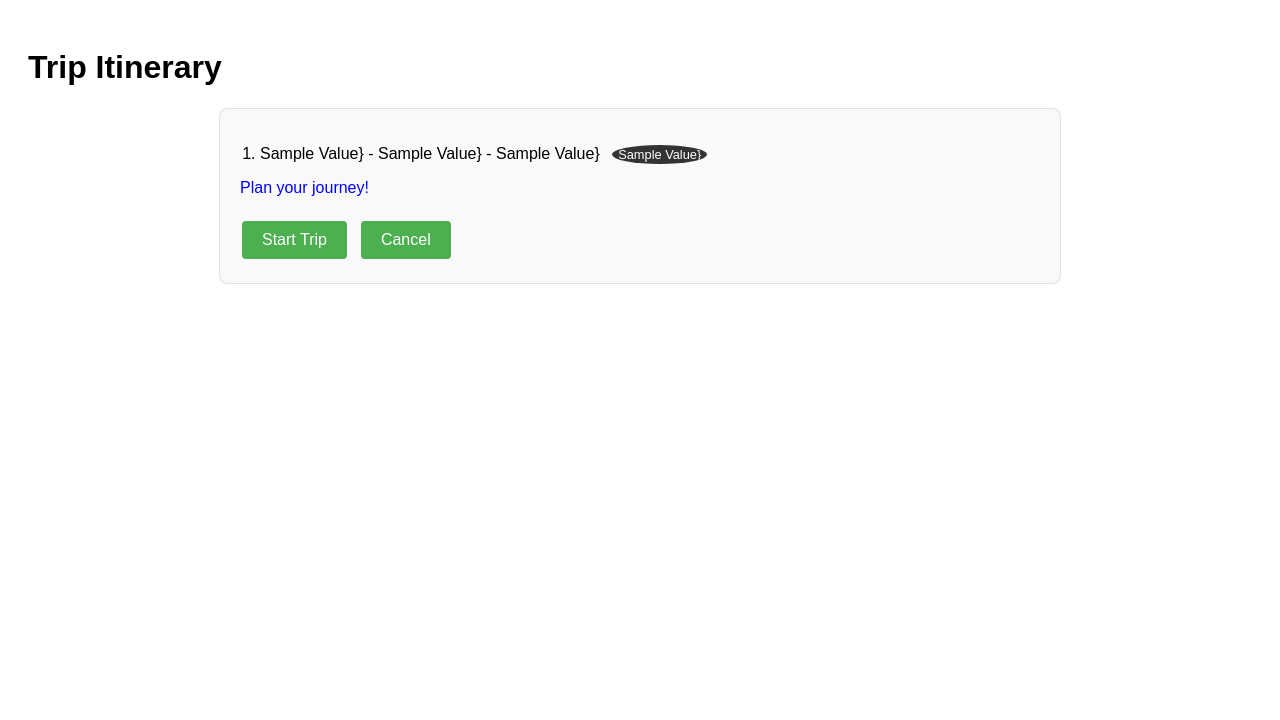 Trip Itinerary
1. Sample Value} - Sample Value} - Sample Value} Sample Value}
Plan your journey!
Start Trip Cancel